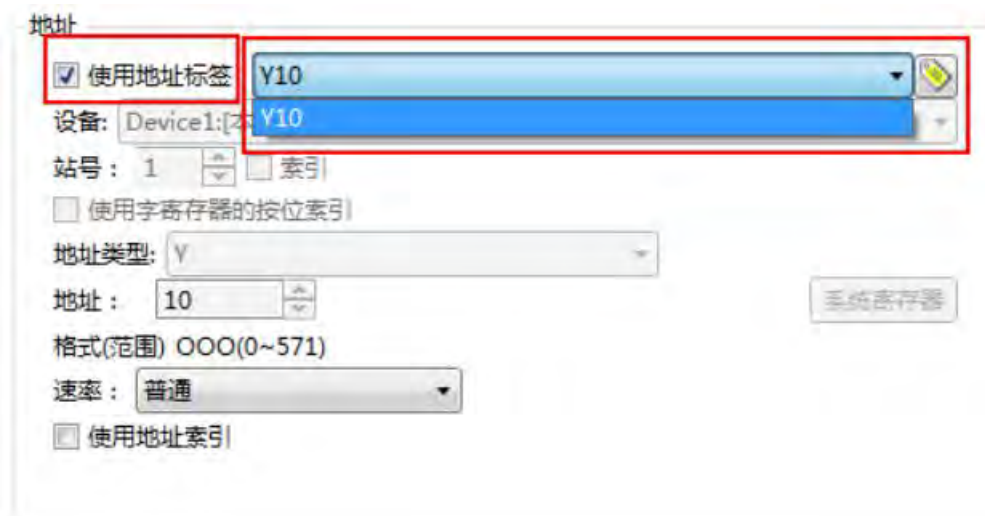 地址
使用地址标签 Y10
设备: Device1:[本 Y10
站号： 1 索引
使用字寄存器的按位索引
地址类型: Y
地址： 10 系统寄存器
格式(范围) OOO(0~571)
速率： 普通
使用地址索引